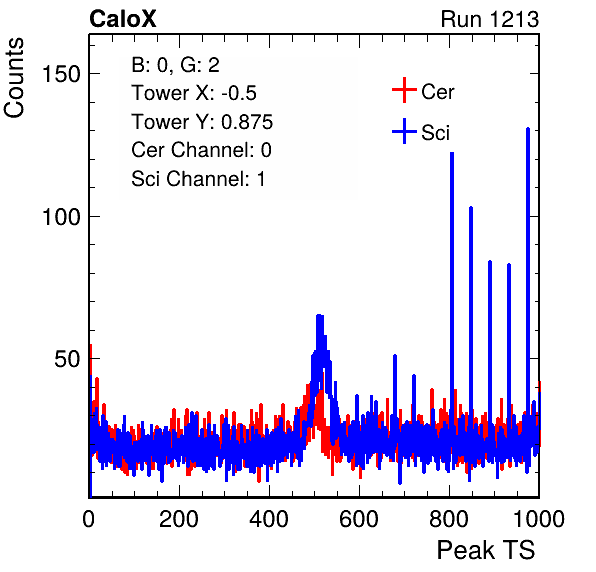 CaloX
Run 1213
Counts
B: 0, G: 2
Tower X: -0.5
Tower Y: 0.875
Cer Channel: 0
Sci Channel: 1
Cer
Sci
150
100
50
0 200 400 600 800 1000
Peak TS